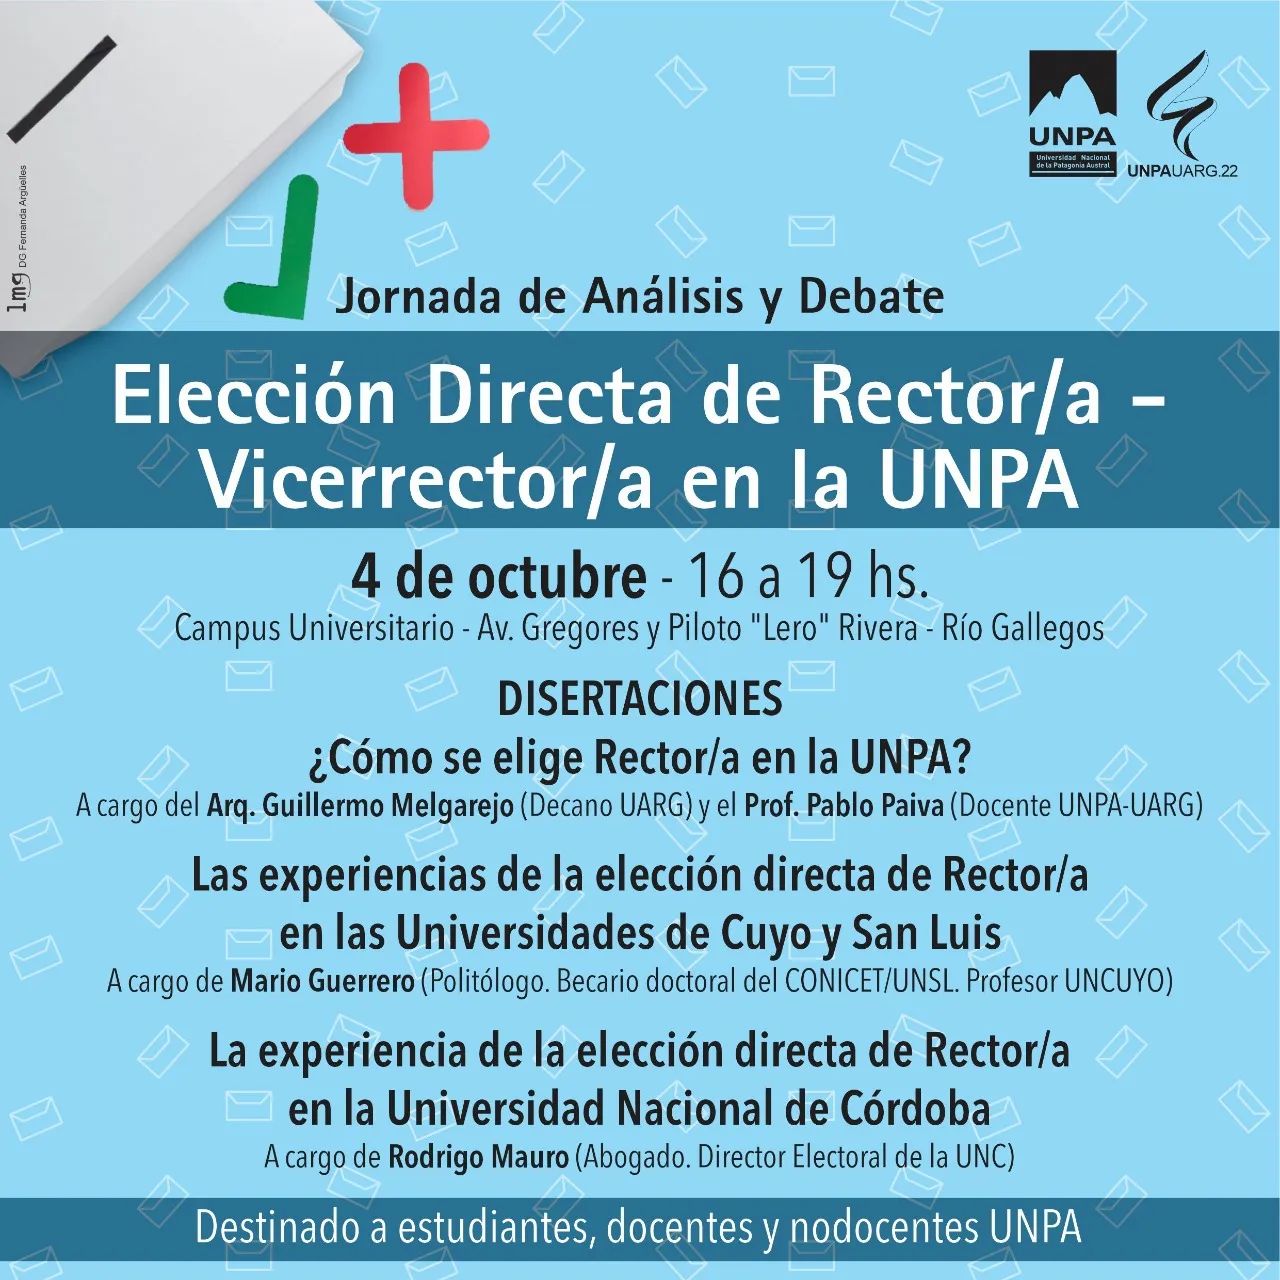 UNPA
Universidad Nacional
de la Patagonia Austral
UNPAUARG.22
lmg DG Fernanda Argüelles
Jornada de Análisis y Debate
Elección Directa de Rector/a –
Vicerrector/a en la UNPA
4 de octubre - 16 a 19 hs.
Campus Universitario - Av. Gregores y Piloto "Lero" Rivera - Río Gallegos
DISERTACIONES
¿Cómo se elige Rector/a en la UNPA?
A cargo del Arq. Guillermo Melgarejo (Decano UARG) y el Prof. Pablo Paiva (Docente UNPA-UARG)
Las experiencias de la elección directa de Rector/a
en las Universidades de Cuyo y San Luis
A cargo de Mario Guerrero (Politólogo. Becario doctoral del CONICET/UNSL. Profesor UNCUYO)
La experiencia de la elección directa de Rector/a
en la Universidad Nacional de Córdoba
A cargo de Rodrigo Mauro (Abogado. Director Electoral de la UNC)
Destinado a estudiantes, docentes y nodocentes UNPA